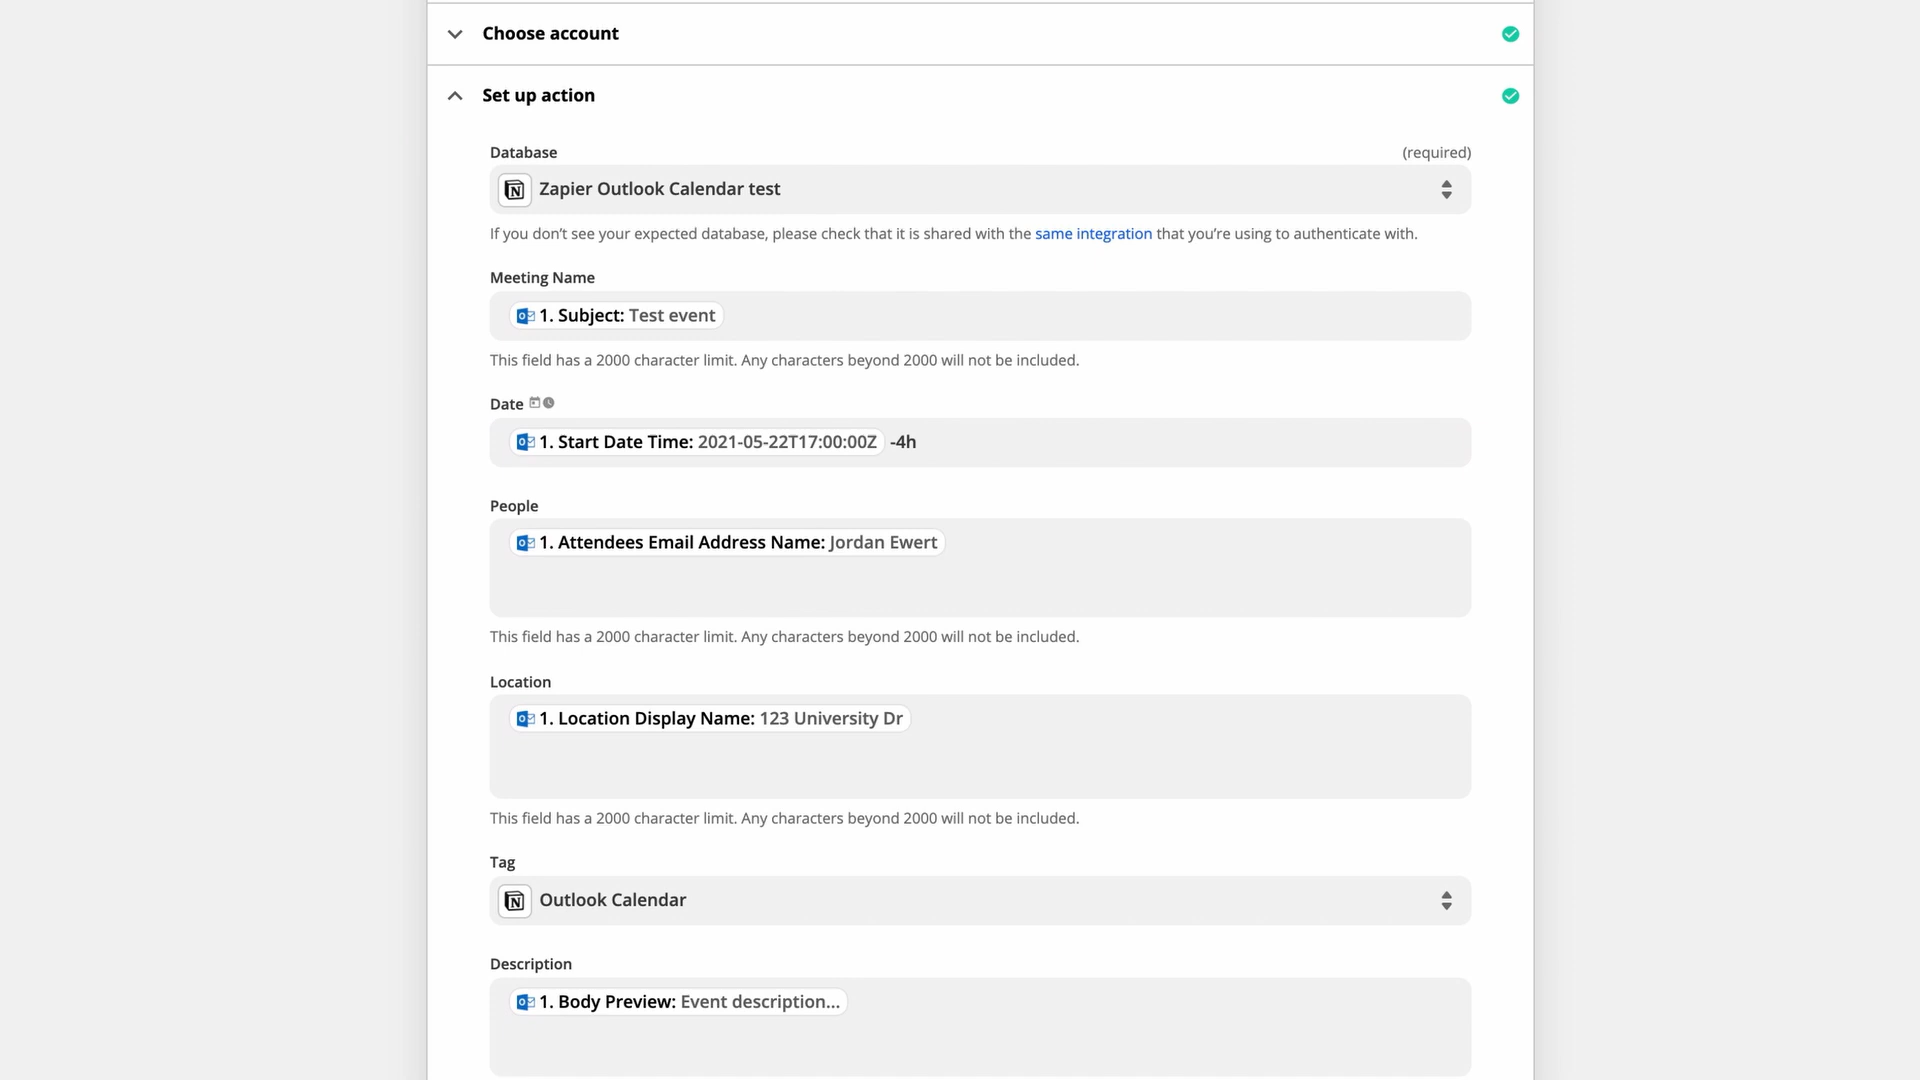 Choose account
Set up action
Database (required)
Zapier Outlook Calendar test
If you don't see your expected database, please check that it is shared with the same integration that you're using to authenticate with.
Meeting Name
1. Subject: Test event
This field has a 2000 character limit. Any characters beyond 2000 will not be included.
Date
1. Start Date Time: 2021-05-22T17:00:00Z -4h
People
1. Attendees Email Address Name: Jordan Ewert
This field has a 2000 character limit. Any characters beyond 2000 will not be included.
Location
1. Location Display Name: 123 University Dr
This field has a 2000 character limit. Any characters beyond 2000 will not be included.
Tag
Outlook Calendar
Description
1. Body Preview: Event description...